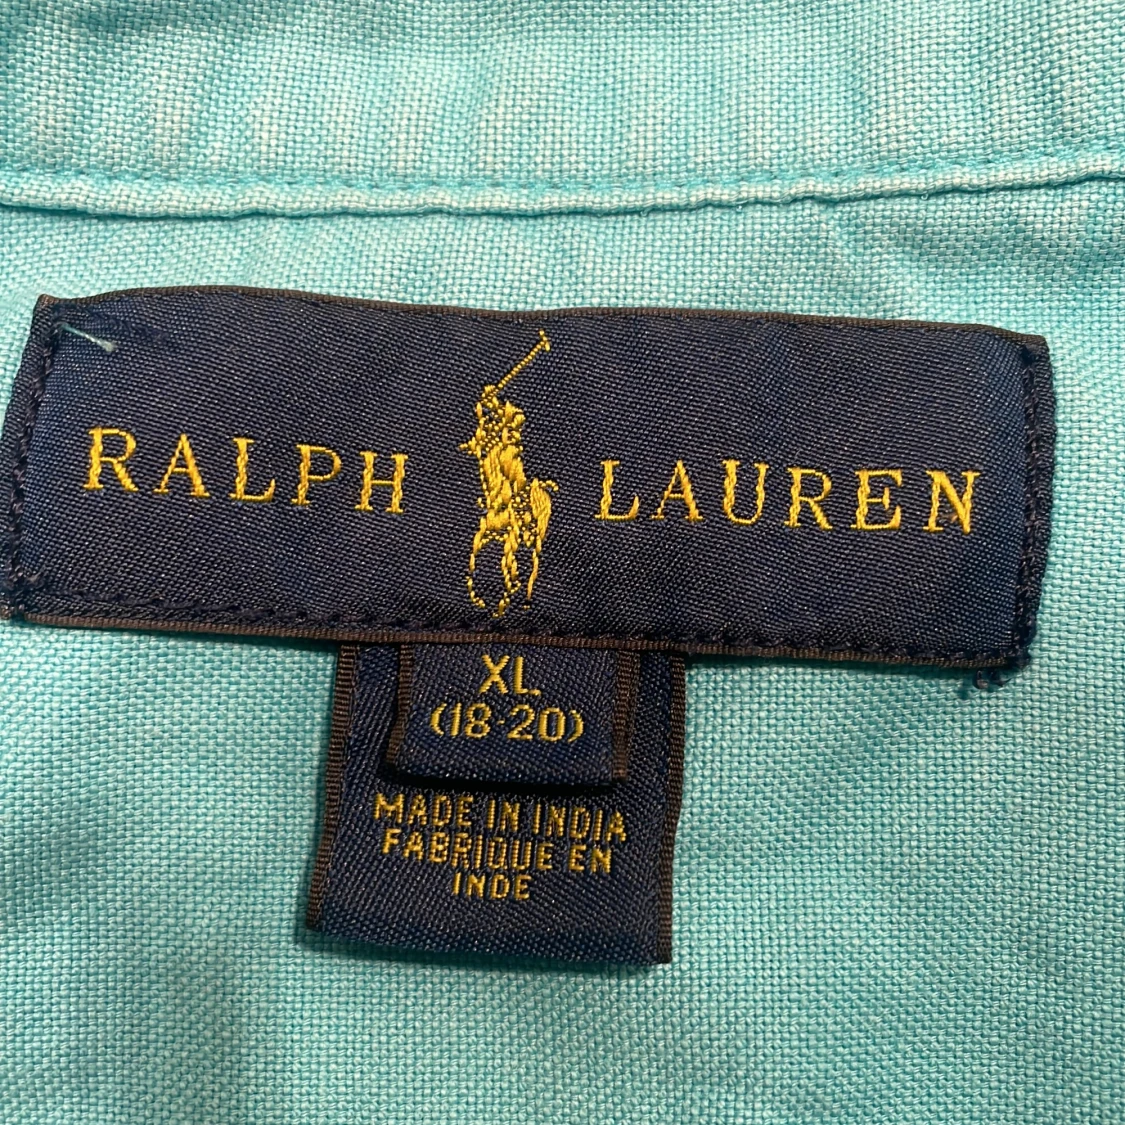 RALPH LAUREN
XL
(18-20)
MADE IN INDIA
FABRIQUE EN
INDE